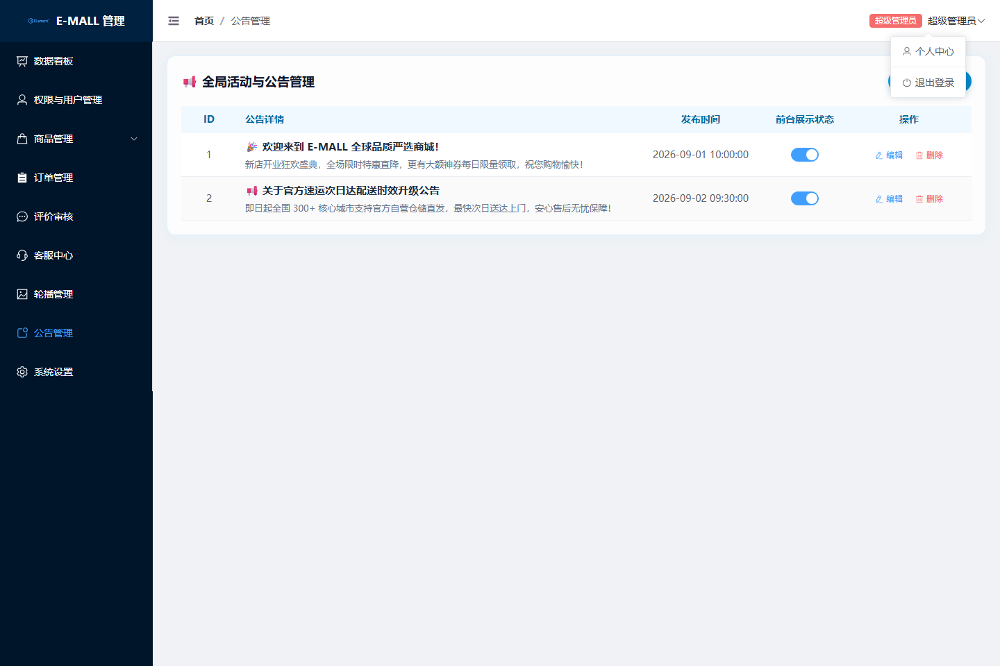 Element
E-MALL 管理
首页 / 公告管理
超级管理员 超级管理员
个人中心
退出登录
数据看板
权限与用户管理
商品管理
订单管理
评价审核
客服中心
轮播管理
公告管理
系统设置
全局活动与公告管理
ID 公告详情 发布时间 前台展示状态 操作
1 欢迎来到 E-MALL 全球品质严选商城！ 2026-09-01 10:00:00 编辑 删除
新店开业狂欢盛典，全场限时特惠直降，更有大额神券每日限量领取，祝您购物愉快！
2 关于官方速运次日达配送时效升级公告 2026-09-02 09:30:00 编辑 删除
即日起全国 300+ 核心城市支持官方自营仓储直发，最快次日送达上门，安心售后无忧保障！